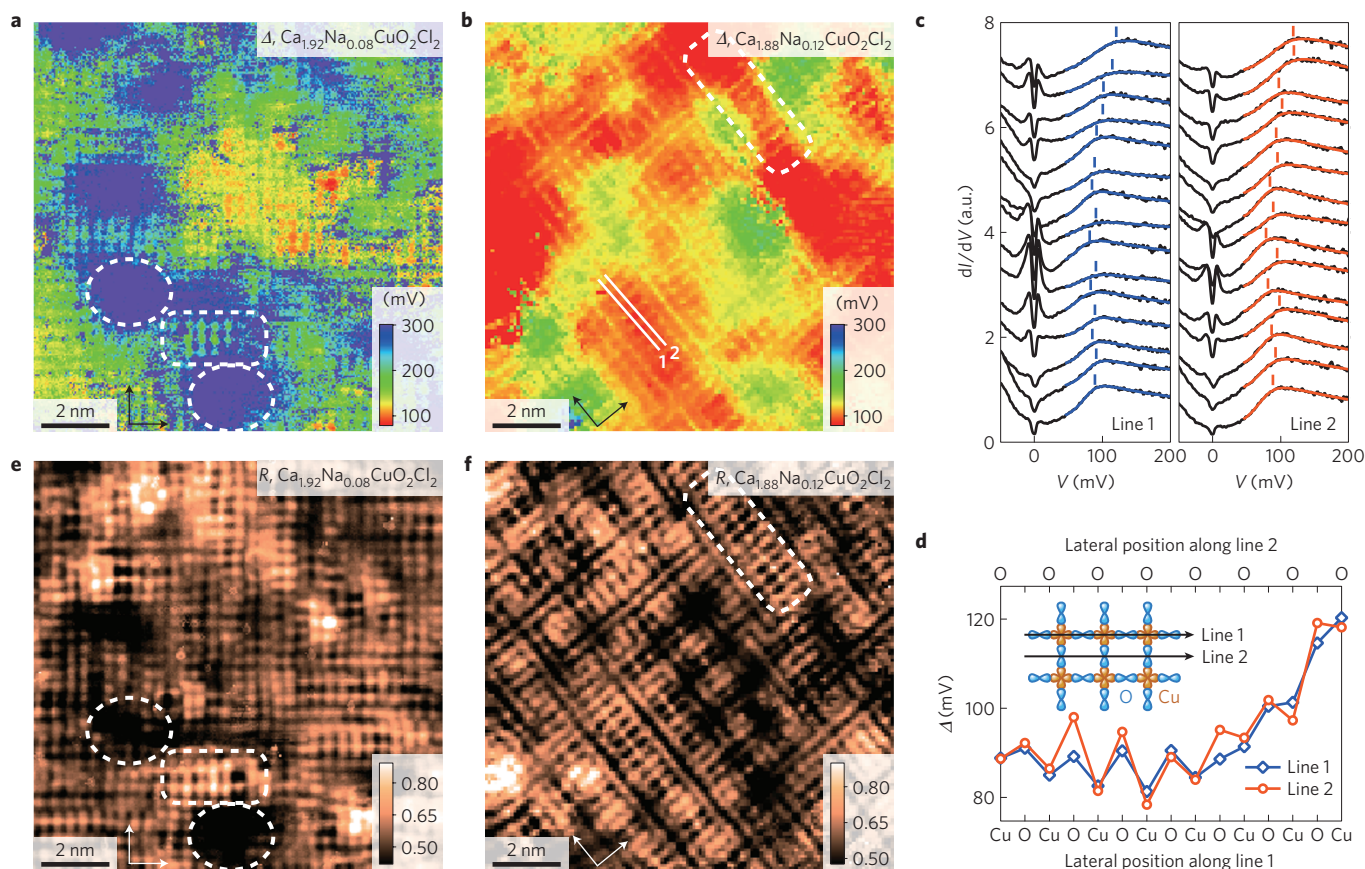 a
Δ, Ca1.92Na0.08CuO2Cl2
(mV)
300
200
100
2 nm
b
Δ, Ca1.88Na0.12CuO2Cl2
1 2
(mV)
300
200
100
2 nm
c
8
6
4
2
0
dI/dV (a.u.)
Line 1
Line 2
0 100 200
0 100 200
V (mV)
V (mV)
e
R, Ca1.92Na0.08CuO2Cl2
0.80
0.65
0.50
2 nm
f
R, Ca1.88Na0.12CuO2Cl2
0.80
0.65
0.50
2 nm
d
Lateral position along line 2
O O O O O O O O
120
100
80
Δ (mV)
Line 1
Line 2
O Cu
Line 1
Line 2
Cu O Cu O Cu O Cu O Cu O Cu O Cu O Cu
Lateral position along line 1